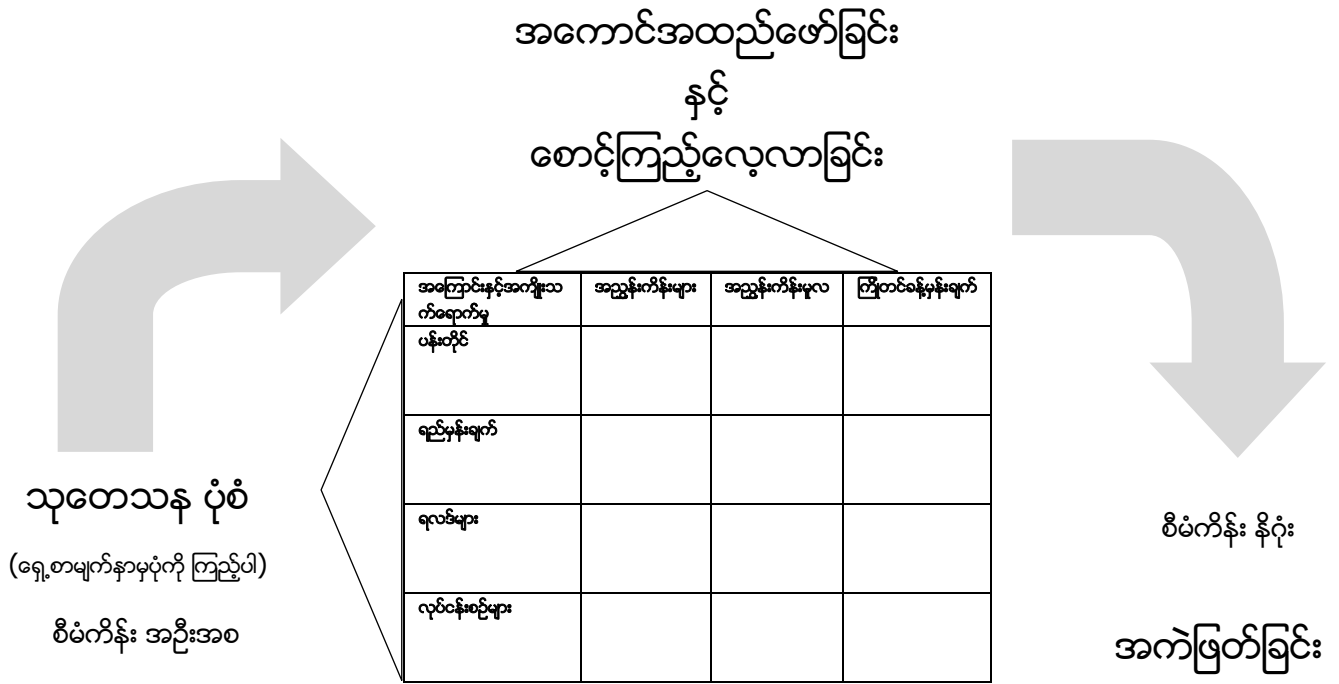 အကောင်အထည်ဖော်ခြင်း
နှင့်
စောင့်ကြည့်လေ့လာခြင်း
အကြောင်းနှင့်အကျိုးသ
က်ရောက်မှု
အညွှန်းကိန်းများ
အညွှန်းကိန်းမူလ
ကြိုတင်ခန့်မှန်းချက်
ပန်းတိုင်
ရည်မှန်းချက်
ရလဒ်များ
လုပ်ငန်းစဉ်များ
သုတေသန ပုံစံ
(ရှေ့စာမျက်နှာမှပုံကို ကြည့်ပါ)
စီမံကိန်း အဦးအစ
စီမံကိန်း နိဂုံး
အကဲဖြတ်ခြင်း